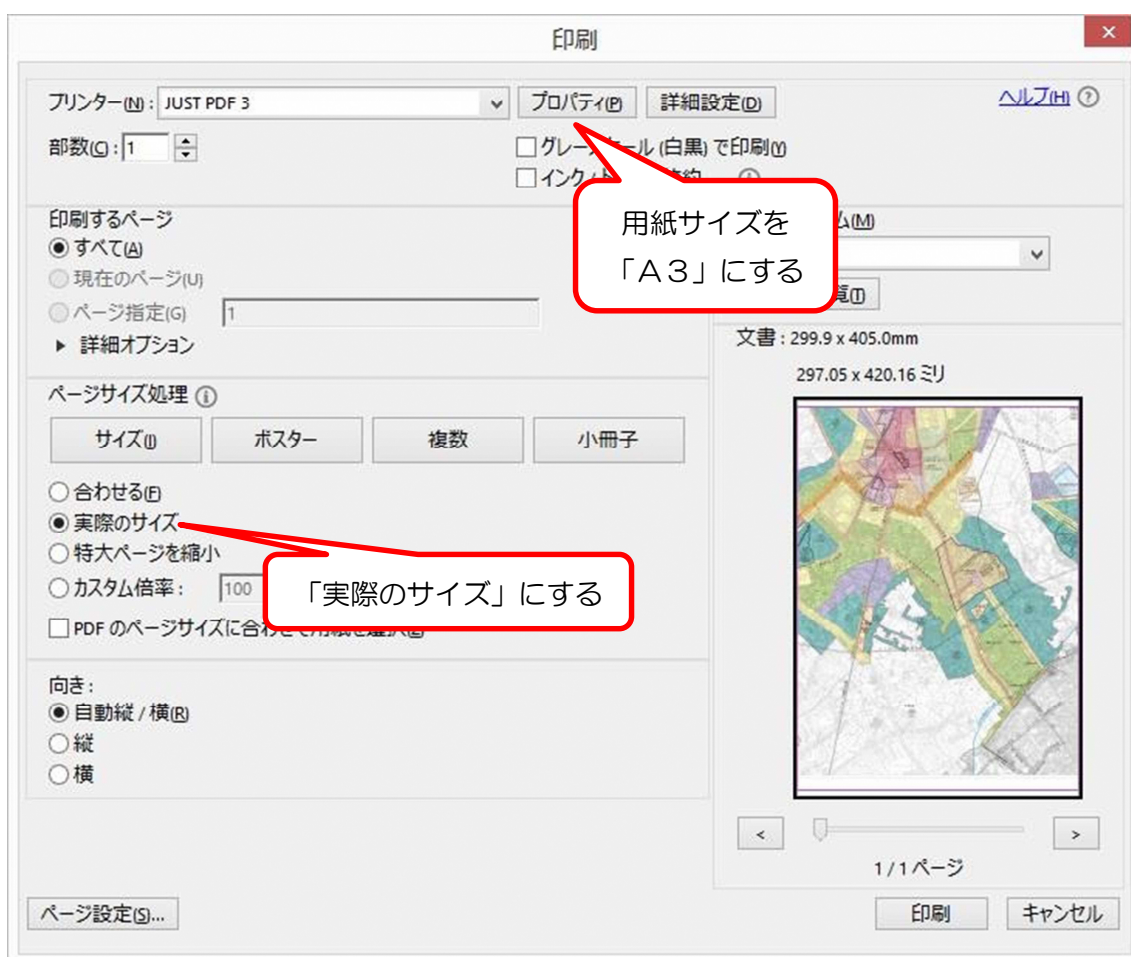 印刷
プリンター(N): JUST PDF 3 プロパティ(P) 詳細設定(D) ヘルプ(H)
部数(C): 1 グレースケール (白黒) で印刷(Y)
インク/
用紙サイズを
「A3」にする
ム(M)
覧(T)
印刷するページ
すべて(A)
現在のページ(U)
ページ指定(G) 1
詳細オプション
ページサイズ処理
サイズ(I) ポスター 複数 小冊子
合わせる(F)
実際のサイズ
特大ページを縮小
カスタム倍率: 100
「実際のサイズ」にする
PDF のページサイズに合わせて用紙を選択(Z)
向き:
自動縦/横(R)
縦
横
文書: 299.9 x 405.0mm
297.05 x 420.16 ミリ
< >
1/1ページ
ページ設定(S)... 印刷 キャンセル